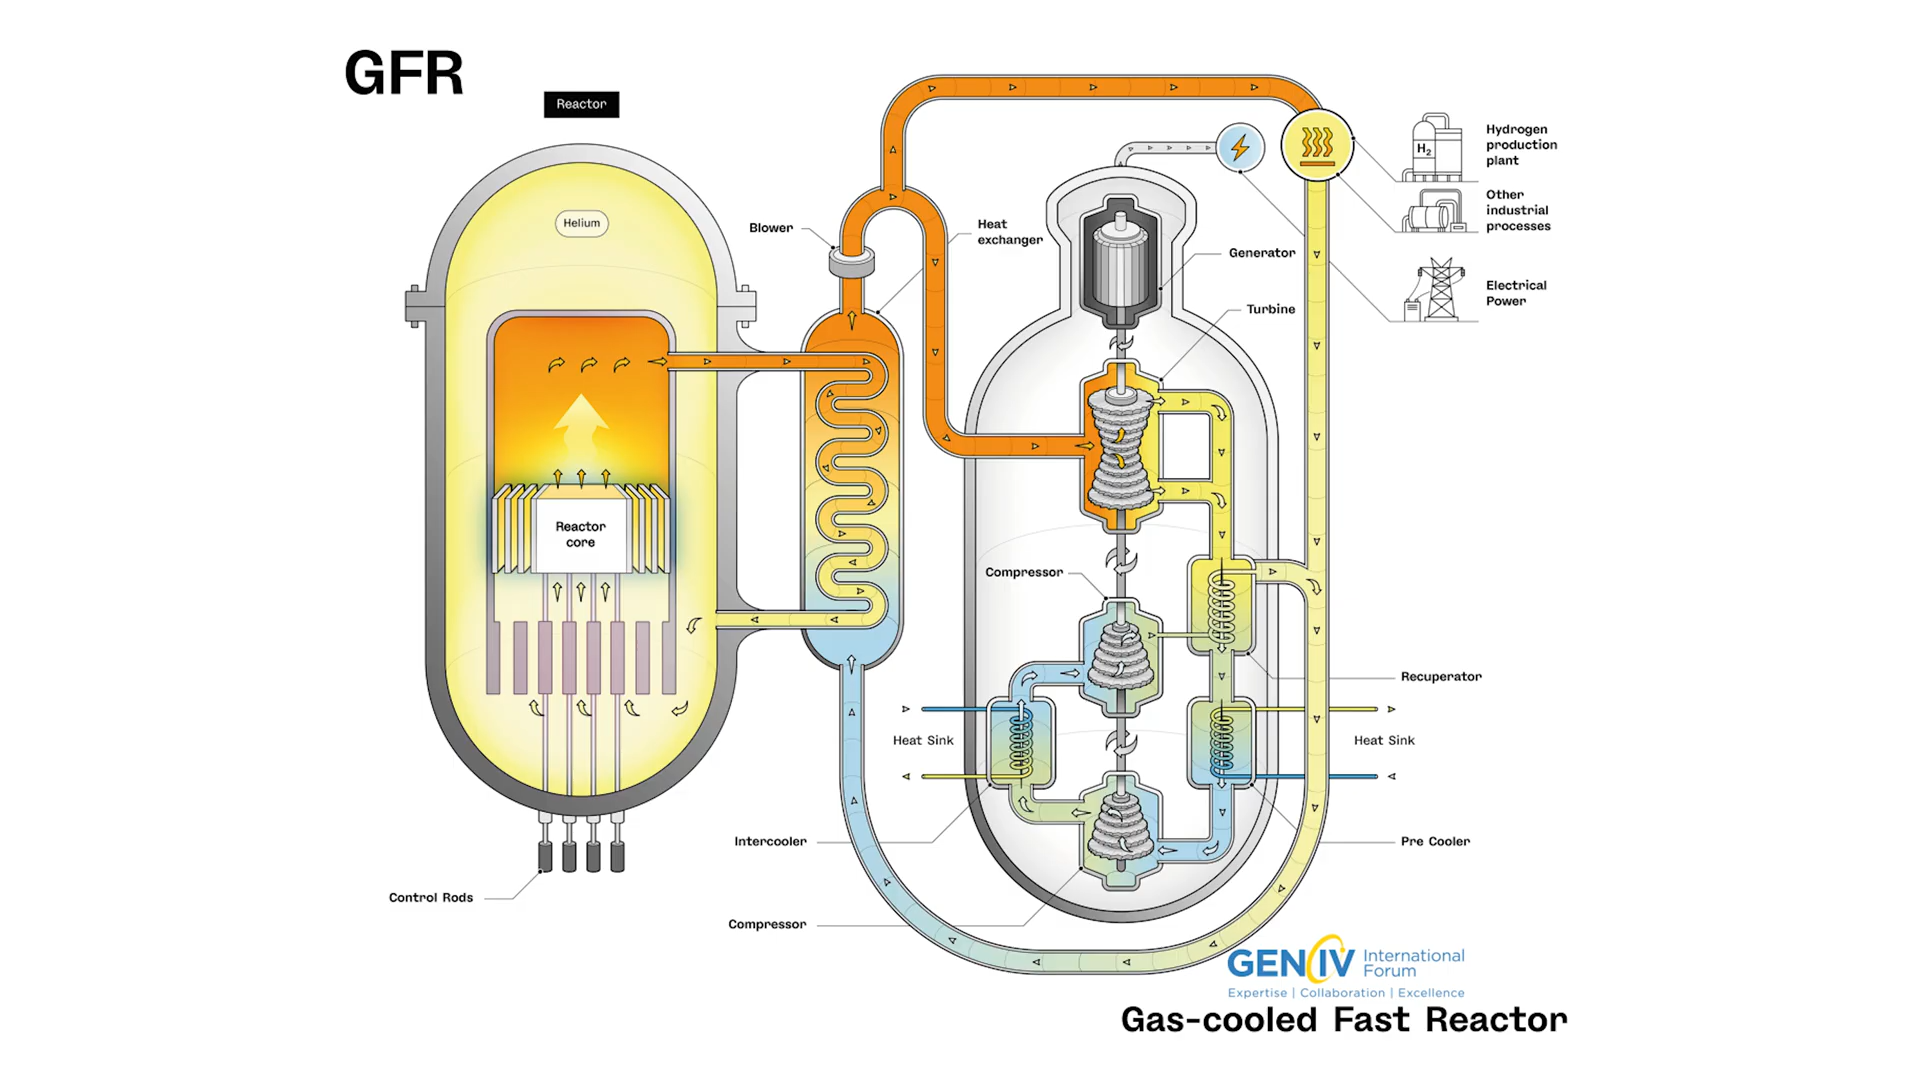 GFR
Reactor
Helium
Reactor
core
Control Rods
Blower
Heat
exchanger
Generator
Turbine
Compressor
Heat Sink
Intercooler
Compressor
Hydrogen
production
plant
H2
Other
industrial
processes
Electrical
Power
Recuperator
Heat Sink
Pre Cooler
GENIV International
Forum
Expertise | Collaboration | Excellence
Gas-cooled Fast Reactor